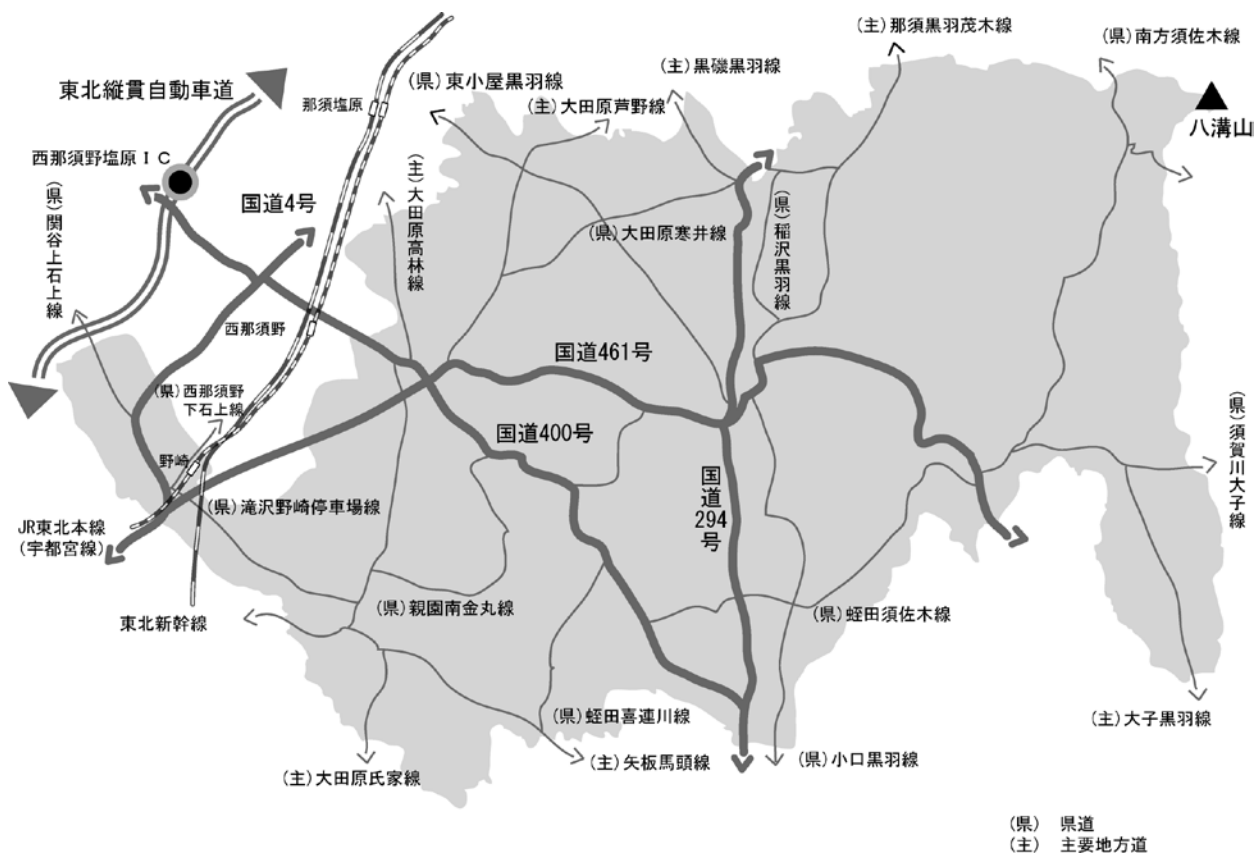 (主)那須黒羽茂木線
(県)南方須佐木線
(主)黒磯黒羽線
(県)東小屋黒羽線
東北縦貫自動車道
那須塩原
(主)大田原芦野線
八溝山
西那須野塩原ＩＣ
(県)関谷上石上線
国道4号
(主)大田原高林線
(県)大田原寒井線
(県)稲沢黒羽線
西那須野
国道461号
(県)西那須野
下石上線
国道400号
(県)須賀川大子線
野崎
国道
294
号
(県)滝沢野崎停車場線
JR東北本線
(宇都宮線)
東北新幹線
(県)親園南金丸線
(県)蛭田須佐木線
(県)蛭田喜連川線
(主)大子黒羽線
(主)大田原氏家線
(主)矢板馬頭線
(県)小口黒羽線
(県)　県道
(主)　主要地方道